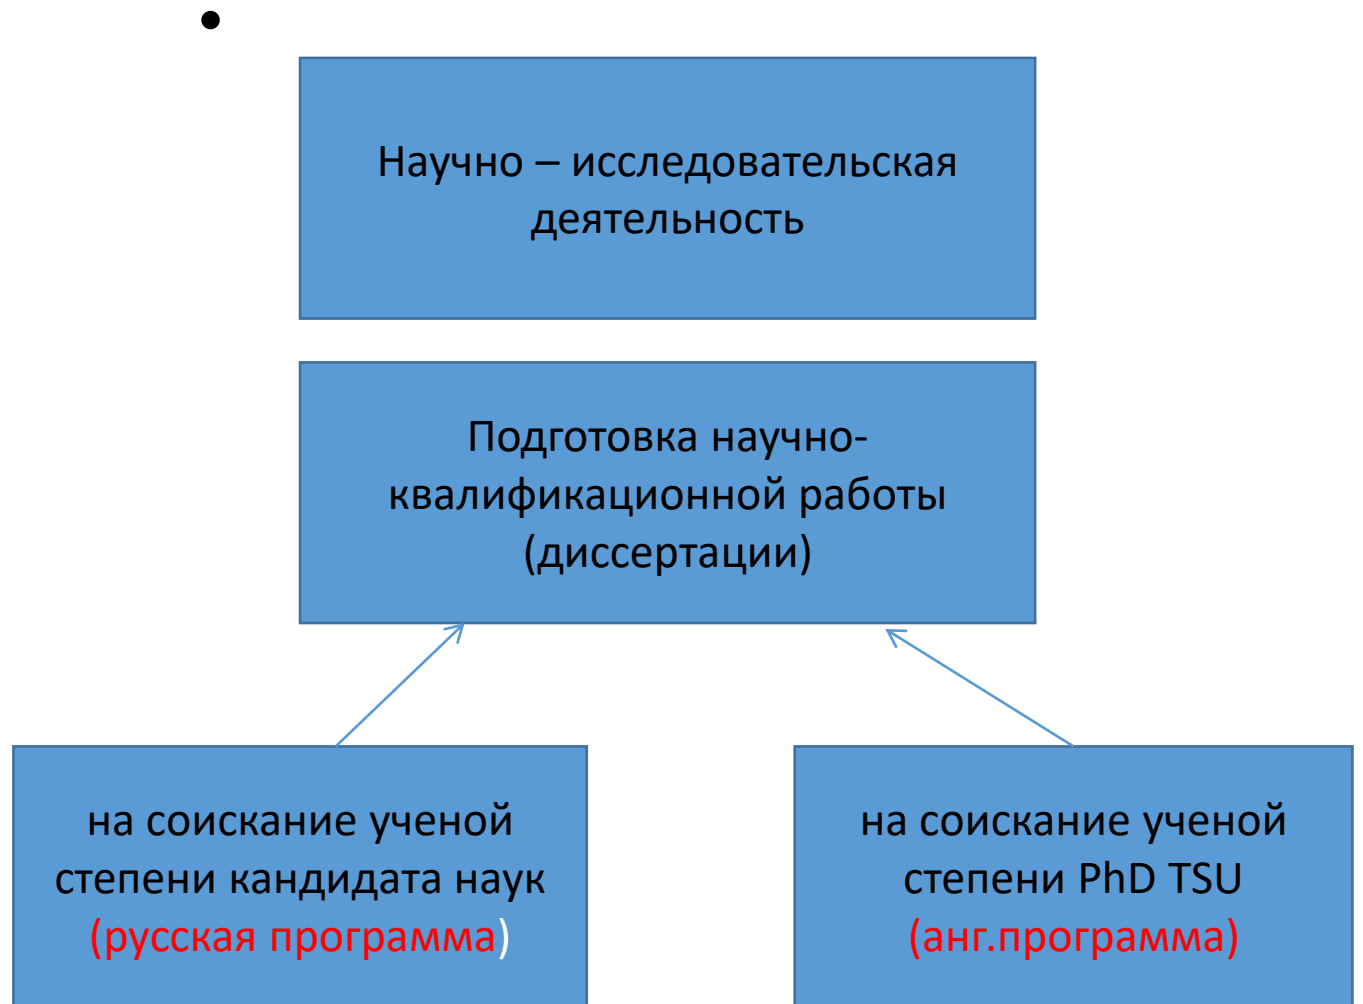 •
Научно – исследовательская
деятельность
Подготовка научно-
квалификационной работы
(диссертации)
на соискание ученой
степени кандидата наук
(русская программа)
на соискание ученой
степени PhD TSU
(анг.программа)